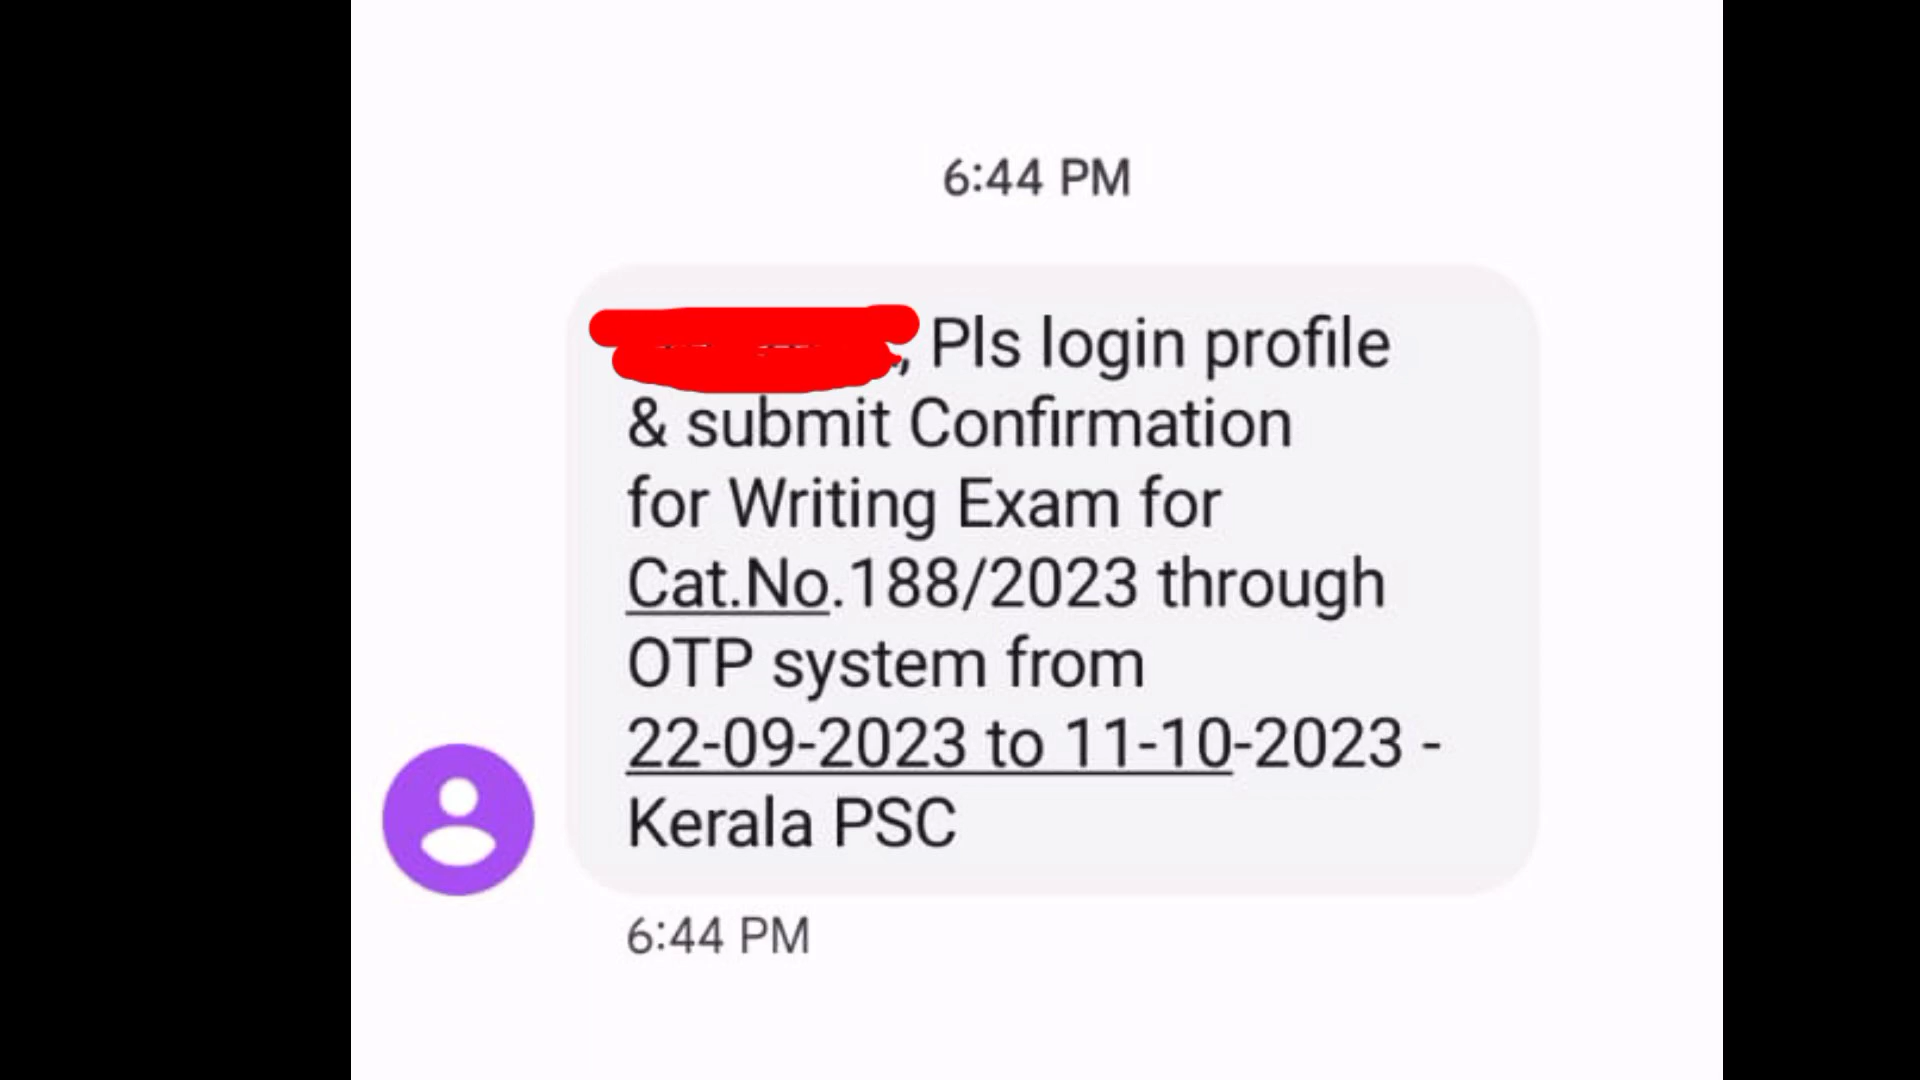 6:44 PM
, Pls login profile
& submit Confirmation
for Writing Exam for
Cat.No.188/2023 through
OTP system from
22-09-2023 to 11-10-2023 -
Kerala PSC
6:44 PM